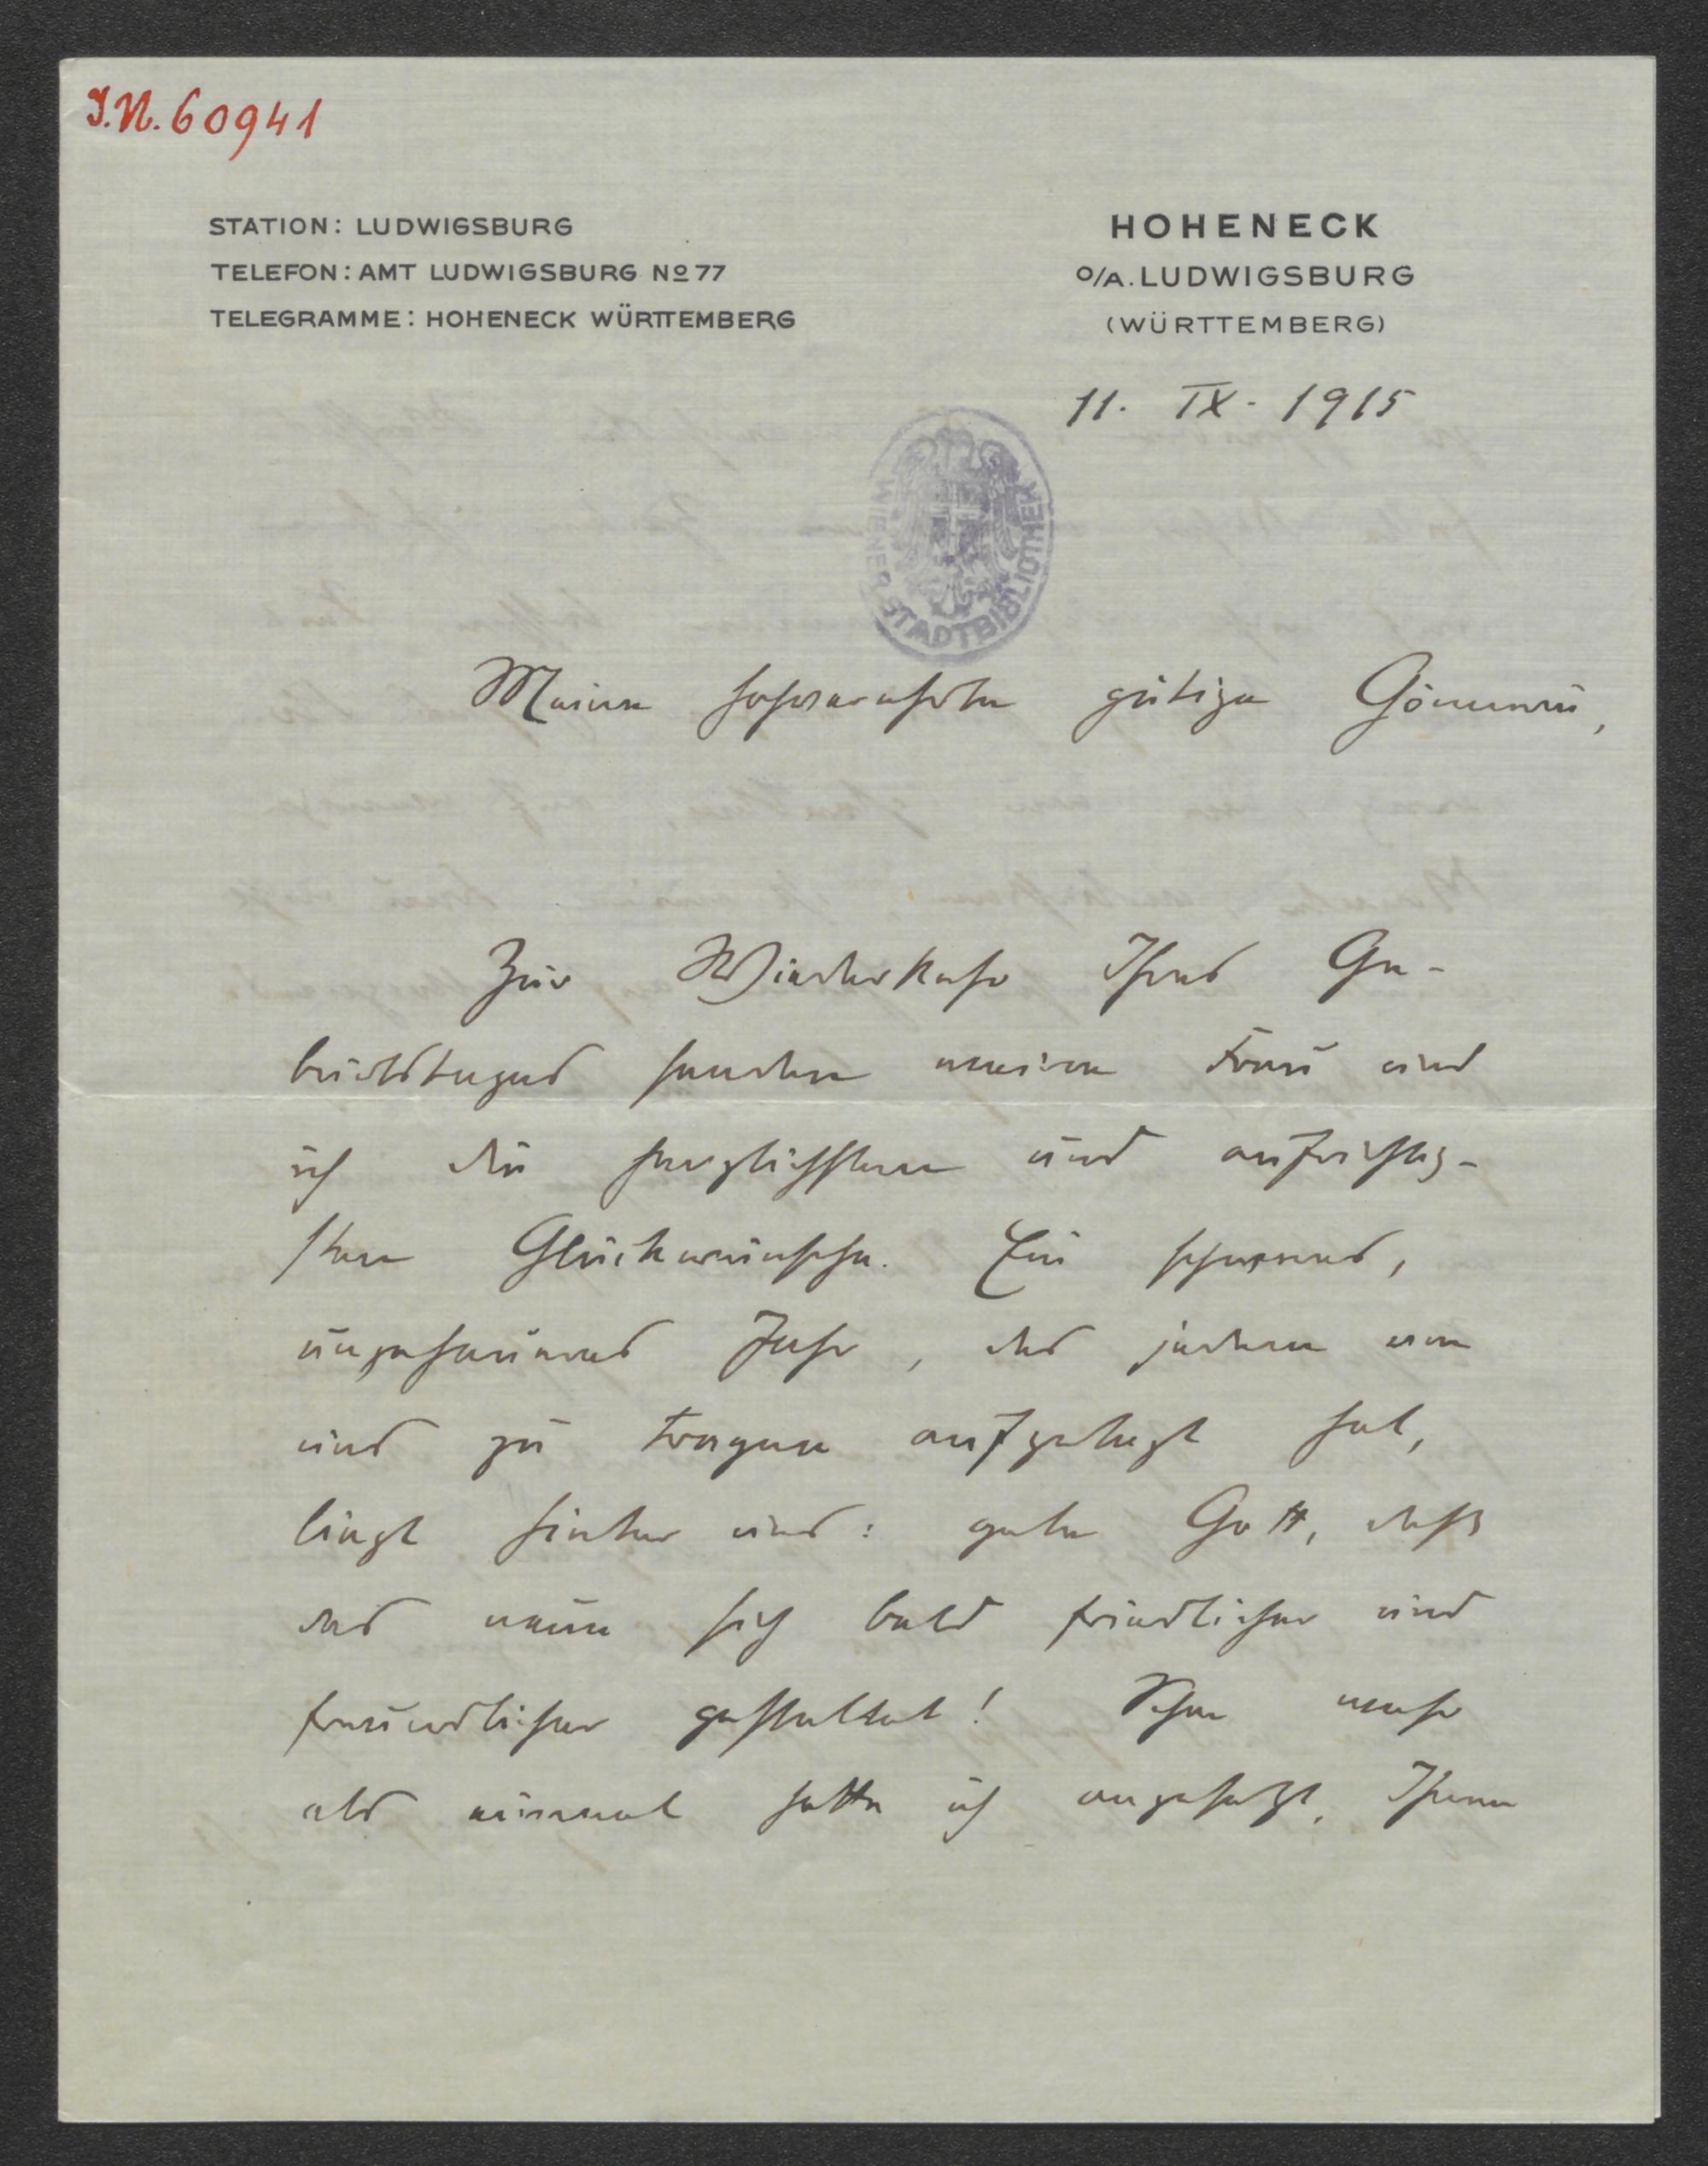 J.N. 60941
STATION: LUDWIGSBURG
TELEFON: AMT LUDWIGSBURG Nº 77
TELEGRAMME: HOHENECK WÜRTTEMBERG
HOHENECK
O/A. LUDWIGSBURG
(WÜRTTEMBERG)
11. IX. 1915
WIENER STADTBIBLIOTHEK
Meine hochverehrte gütige Gönnerin,
Zur Wiederkehr Ihres Ge-
burtstages senden meine Frau und
ich die herzlichsten und aufrichtig-
sten Glückwünsche. Ein schweres,
ungeheueres Jahr, das jedem von
uns zu tragen auferlegt hat,
liegt hinter uns: gebe Gott, daß
das neue sich bald friedlicher und
freundlicher gestaltet! Schon mehr
als einmal hatte ich angesetzt, Ihnen